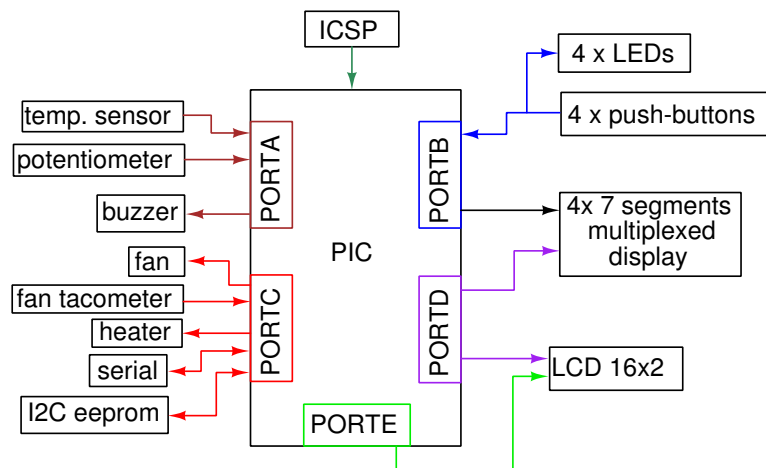 ICSP
4 x LEDs
temp. sensor
4 x push-buttons
potentiometer
PORTA
PORTB
buzzer
4x 7 segments
multiplexed
display
PIC
fan
fan tacometer
PORTC
PORTD
heater
serial
LCD 16x2
I2C eeprom
PORTE